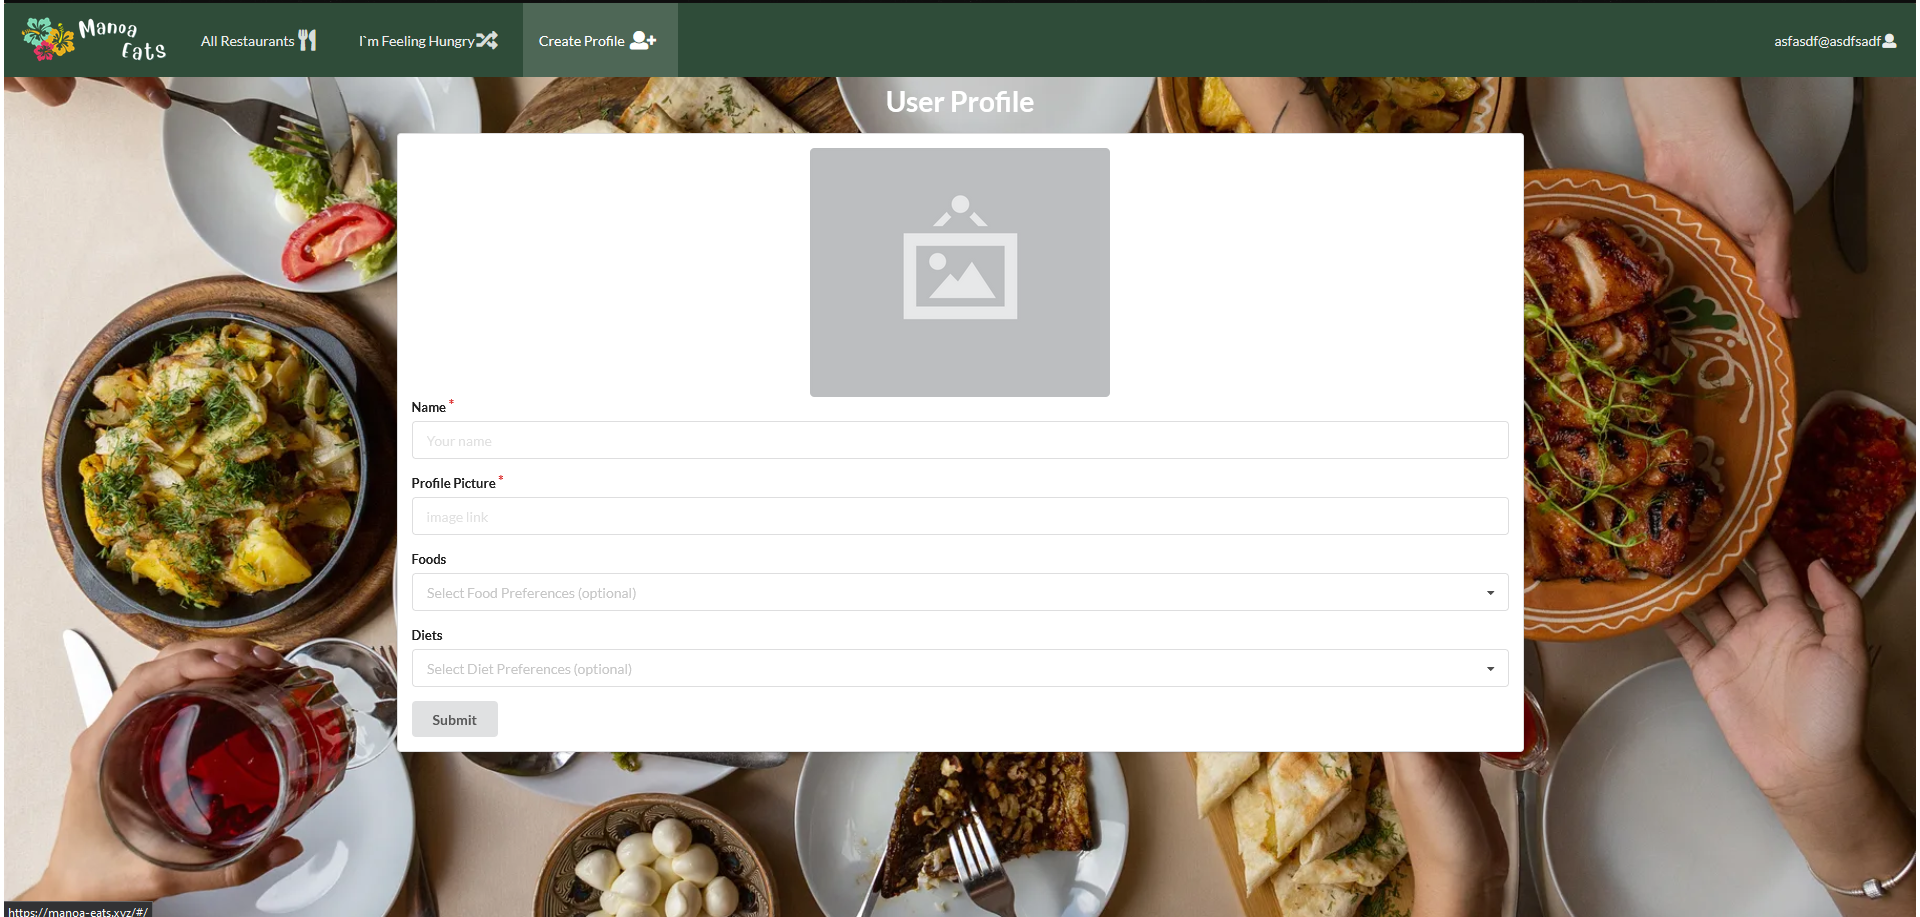 Manoa
Eats
All Restaurants
I`m Feeling Hungry
Create Profile
asfasdf@asdfsadf
User Profile
Name *
Your name
Profile Picture *
image link
Foods
Select Food Preferences (optional)
Diets
Select Diet Preferences (optional)
Submit
https://manoa-eats.xyz/#/